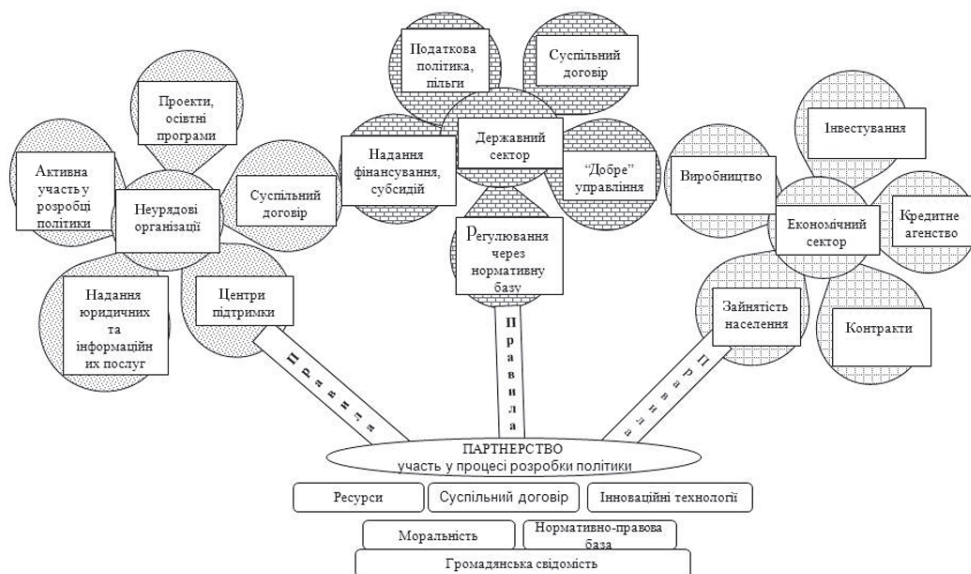 Проекти,
освітні
програми
Активна
участь у
розробці
політики
Неурядові
організації
Суспільний
договір
Надання
юридичних
та
інформаційн
их послуг
Центри
підтримки
Податкова
політика,
пільги
Суспільний
договір
Державний
сектор
Надання
фінансування,
субсидій
“Добре”
управління
Регулювання
через
нормативну
базу
Інвестування
Виробництво
Економічний
сектор
Кредитне
агенство
Зайнятість
населення
Контракти
Правила
Правила
Правила
ПАРТНЕРСТВО
участь у процесі розробки політики
Ресурси
Суспільний договір
Інноваційні технології
Моральність
Нормативно-правова
база
Громадянська свідомість